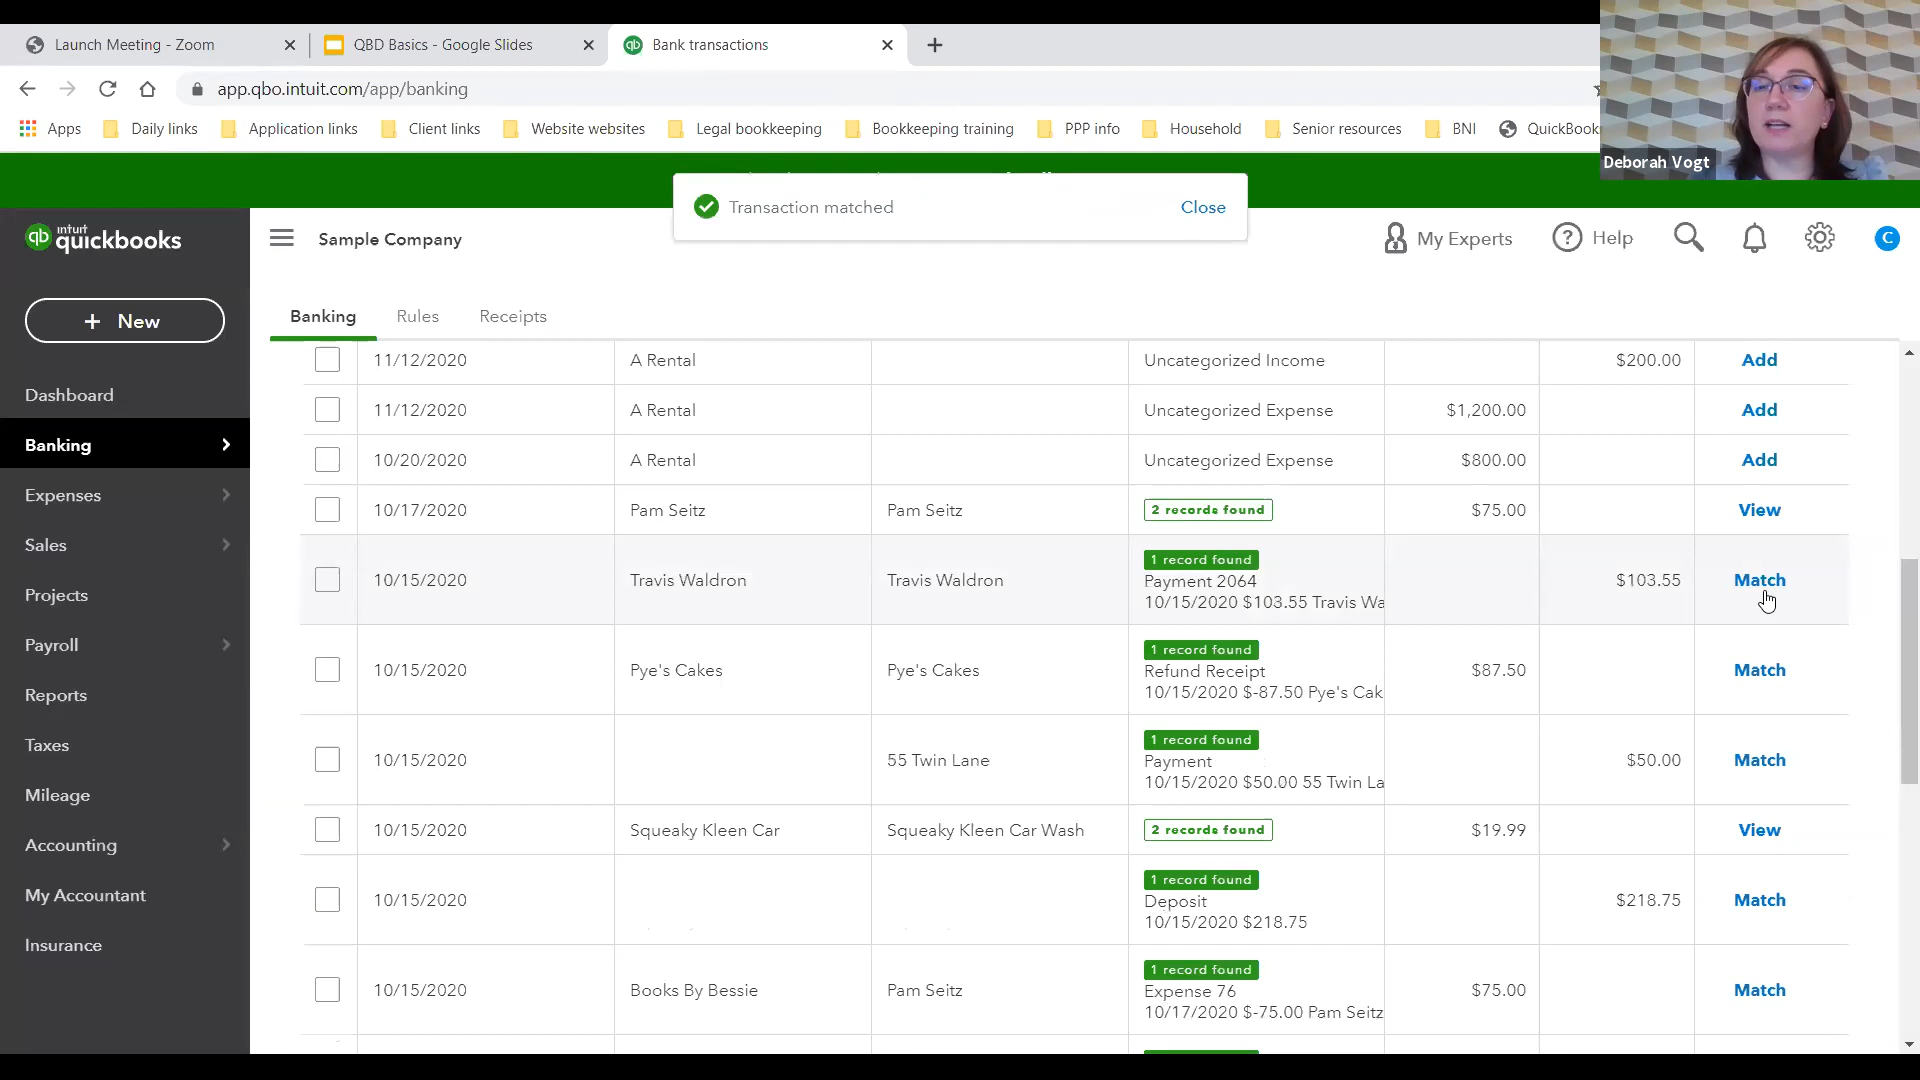 Launch Meeting - Zoom
QBD Basics - Google Slides
qb
Bank transactions
app.qbo.intuit.com/app/banking
Apps
Daily links
Application links
Client links
Website websites
Legal bookkeeping
Bookkeeping training
PPP info
Household
Senior resources
BNI
Deborah Vogt
Transaction matched
Close
qb
intuit
quickbooks
Sample Company
My Experts
? Help
C
+ New
Banking
Rules
Receipts
Dashboard
Banking
Expenses
Sales
Projects
Payroll
Reports
Taxes
Mileage
Accounting
My Accountant
Insurance
11/12/2020 A Rental Uncategorized Income $200.00 Add
11/12/2020 A Rental Uncategorized Expense $1,200.00 Add
10/20/2020 A Rental Uncategorized Expense $800.00 Add
10/17/2020 Pam Seitz Pam Seitz 2 records found $75.00 View
1 record found
10/15/2020 Travis Waldron Travis Waldron Payment 2064 $103.55 Match
10/15/2020 $103.55 Travis Wa
1 record found
10/15/2020 Pye's Cakes Pye's Cakes Refund Receipt $87.50 Match
10/15/2020 $-87.50 Pye's Cak
1 record found
10/15/2020 55 Twin Lane Payment $50.00 Match
10/15/2020 $50.00 55 Twin La
10/15/2020 Squeaky Kleen Car Squeaky Kleen Car Wash 2 records found $19.99 View
1 record found
10/15/2020 Deposit $218.75 Match
10/15/2020 $218.75
1 record found
10/15/2020 Books By Bessie Pam Seitz Expense 76 $75.00 Match
10/17/2020 $-75.00 Pam Seitz